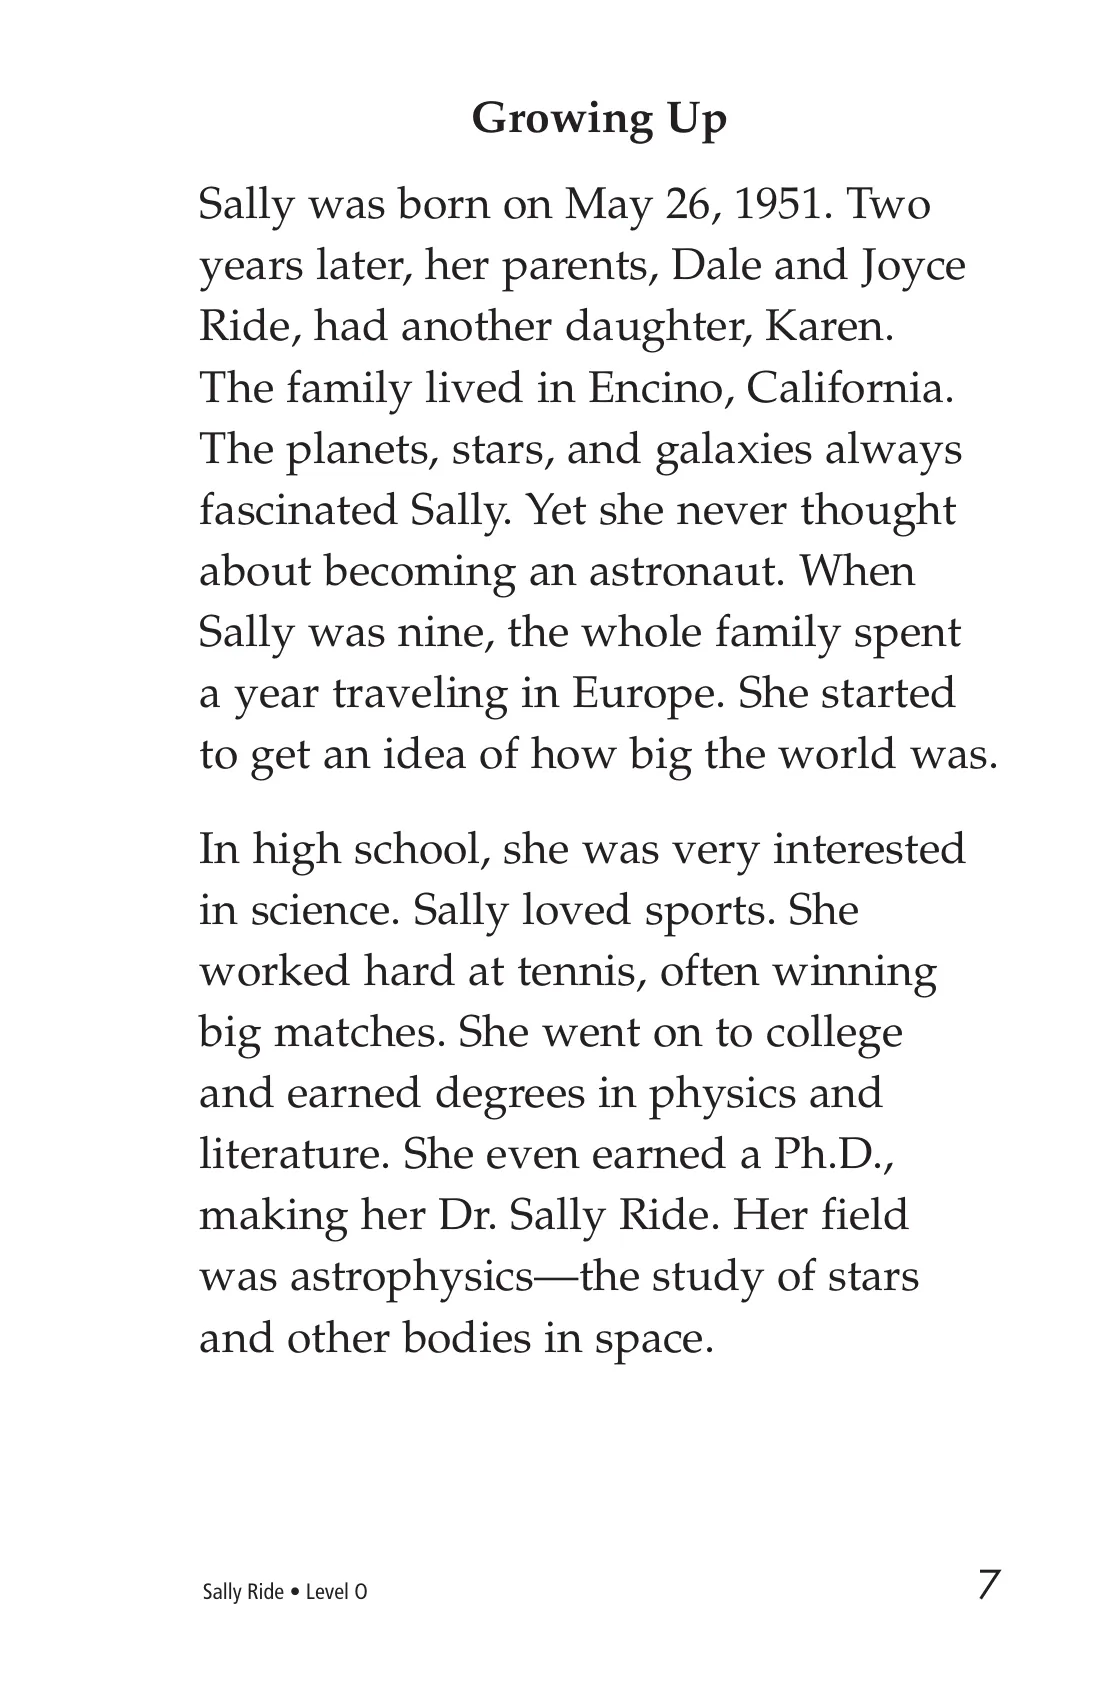 Growing Up
Sally was born on May 26, 1951. Two
years later, her parents, Dale and Joyce
Ride, had another daughter, Karen.
The family lived in Encino, California.
The planets, stars, and galaxies always
fascinated Sally. Yet she never thought
about becoming an astronaut. When
Sally was nine, the whole family spent
a year traveling in Europe. She started
to get an idea of how big the world was.
In high school, she was very interested
in science. Sally loved sports. She
worked hard at tennis, often winning
big matches. She went on to college
and earned degrees in physics and
literature. She even earned a Ph.D.,
making her Dr. Sally Ride. Her field
was astrophysics—the study of stars
and other bodies in space.
Sally Ride • Level O
7